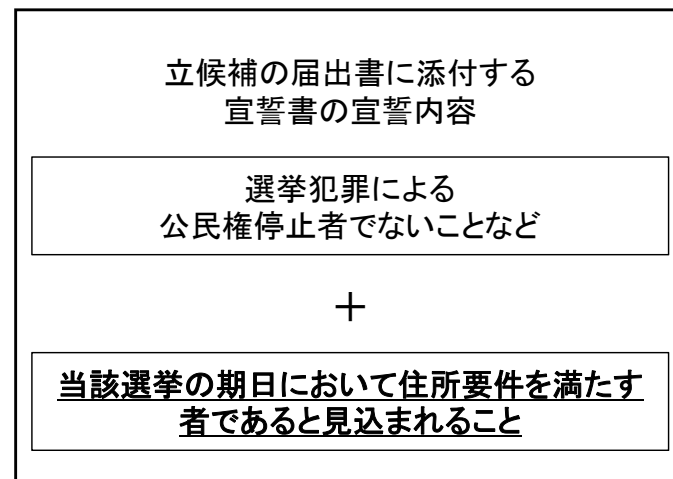 立候補の届出書に添付する
宣誓書の宣誓内容
選挙犯罪による
公民権停止者でないことなど
＋
当該選挙の期日において住所要件を満たす
者であると見込まれること